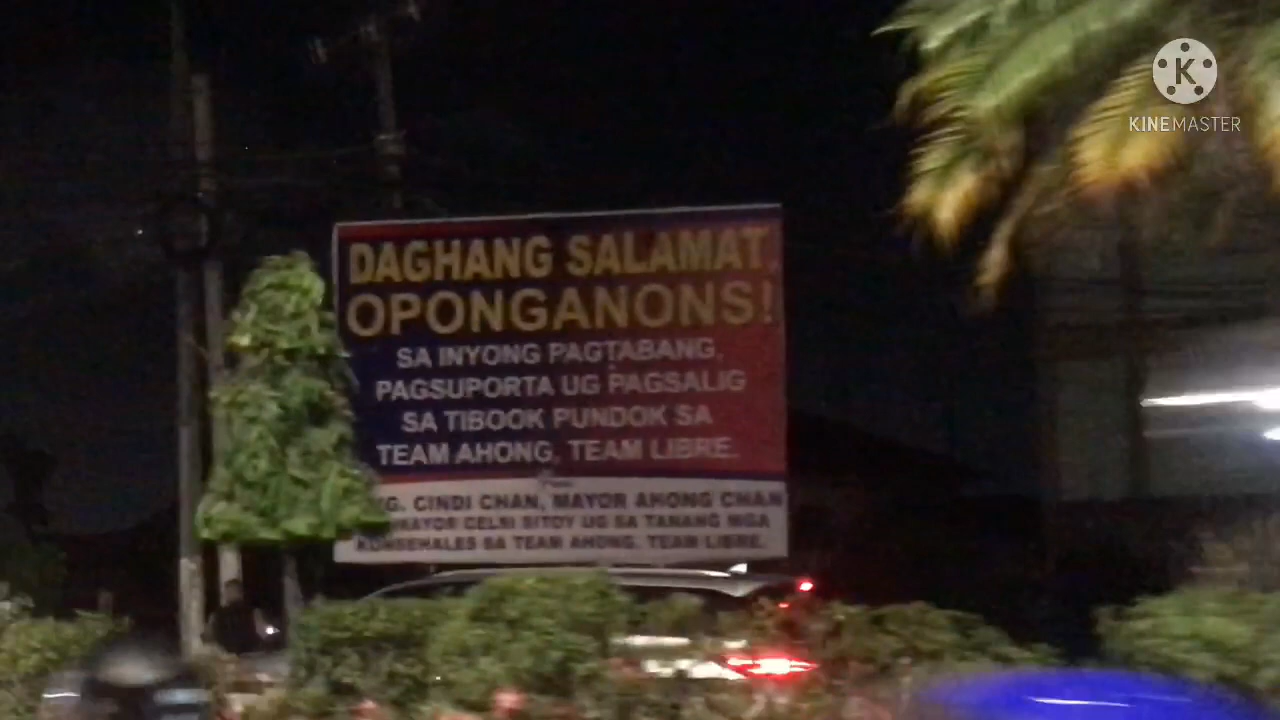 DAGHANG SALAMAT,
OPONGANONS!
SA INYONG PAGTABANG,
PAGSUPORTA UG PAGSALIG
SA TIBOOK PUNDOK SA
TEAM AHONG, TEAM LIBRE.
CINDI CHAN, MAYOR AHONG CHAN
MAYOR CELSI SITOY UG SA TANANG MGA
KONSEHALES SA TEAM AHONG, TEAM LIBRE.
K
KINEMASTER